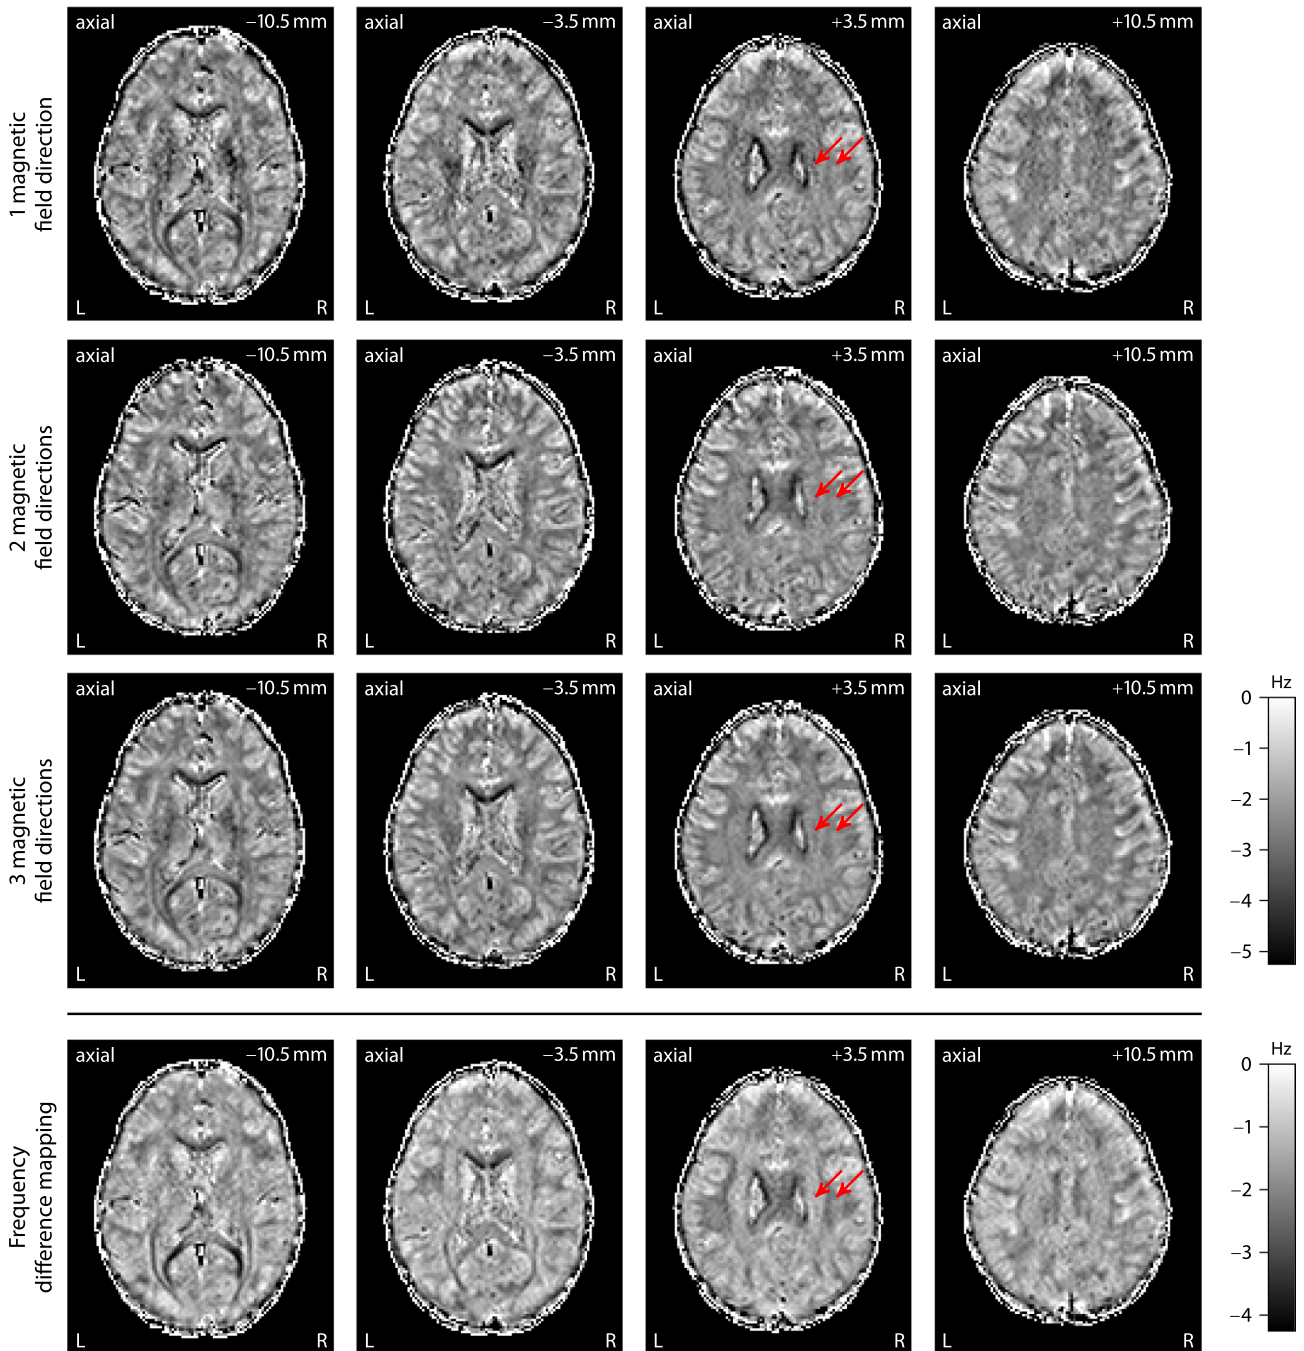 1 magnetic
field direction
axial −10.5 mm
L R
axial −3.5 mm
L R
axial +3.5 mm
L R
axial +10.5 mm
L R
2 magnetic
field directions
axial −10.5 mm
L R
axial −3.5 mm
L R
axial +3.5 mm
L R
axial +10.5 mm
L R
3 magnetic
field directions
axial −10.5 mm
L R
axial −3.5 mm
L R
axial +3.5 mm
L R
axial +10.5 mm
L R
Hz
0
−1
−2
−3
−4
−5
Frequency
difference mapping
axial −10.5 mm
L R
axial −3.5 mm
L R
axial +3.5 mm
L R
axial +10.5 mm
L R
Hz
0
−1
−2
−3
−4